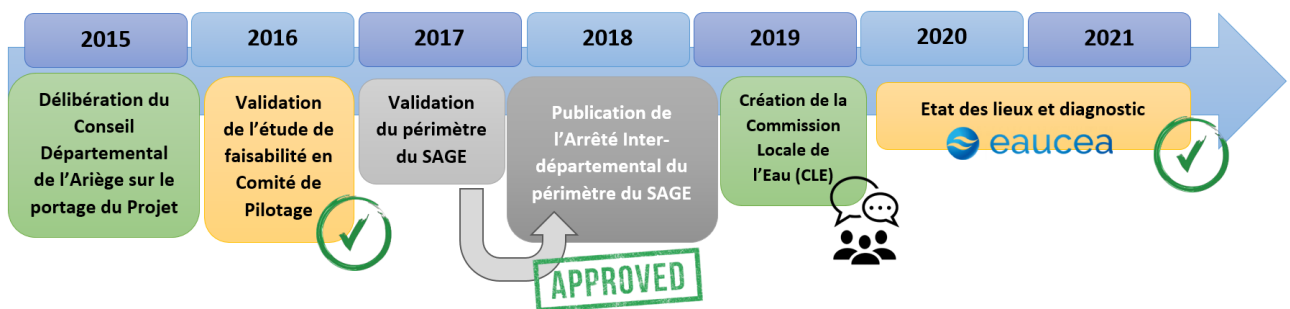 2015
2016
2017
2018
2019
2020
2021
Délibération du
Conseil
Départemental
de l'Ariège sur le
portage du Projet
Validation
de l'étude de
faisabilité en
Comité de
Pilotage
Validation
du périmètre
du SAGE
Publication de
l'Arrêté Inter-
départemental du
périmètre du SAGE
APPROVED
Création de la
Commission
Locale de
l'Eau (CLE)
Etat des lieux et diagnostic
eaucea